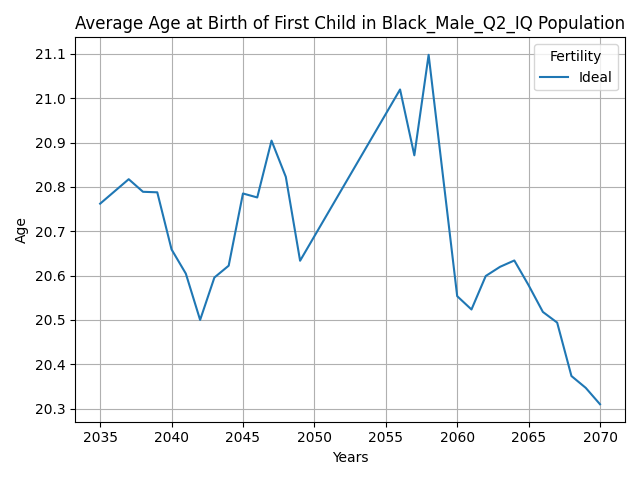 Average Age at Birth of First Child in Black_Male_Q2_IQ Population
Fertility
Ideal
21.1
21.0
20.9
20.8
20.7
20.6
20.5
20.4
20.3
Age
2035 2040 2045 2050 2055 2060 2065 2070
Years